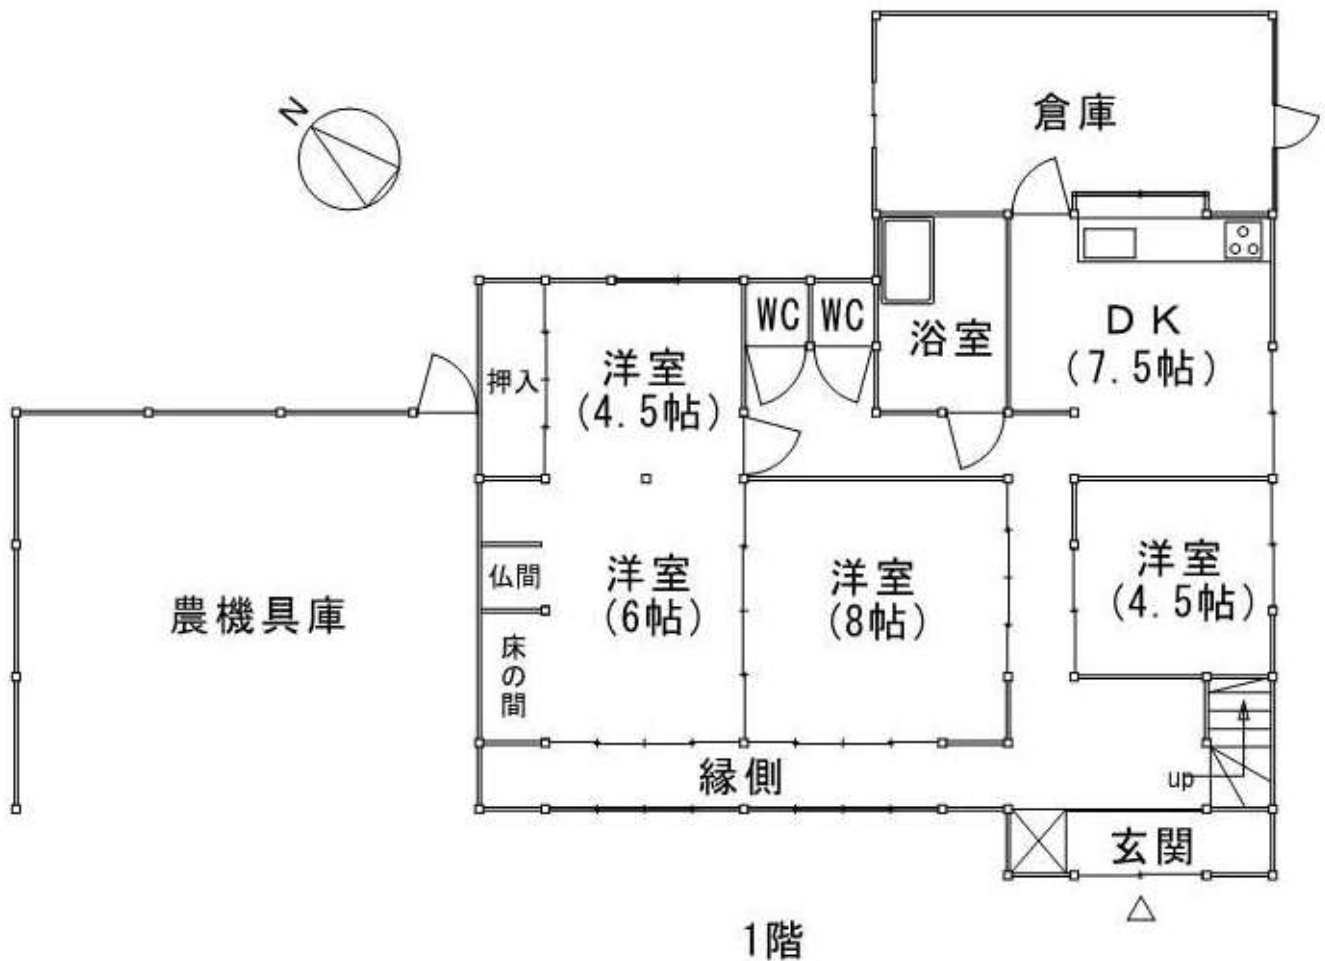 N
倉庫
WC
WC
浴室
DK
(7.5帖)
押入
洋室
(4.5帖)
農機具庫
仏間
洋室
(6帖)
洋室
(8帖)
洋室
(4.5帖)
床の間
縁側
up
玄関
1階